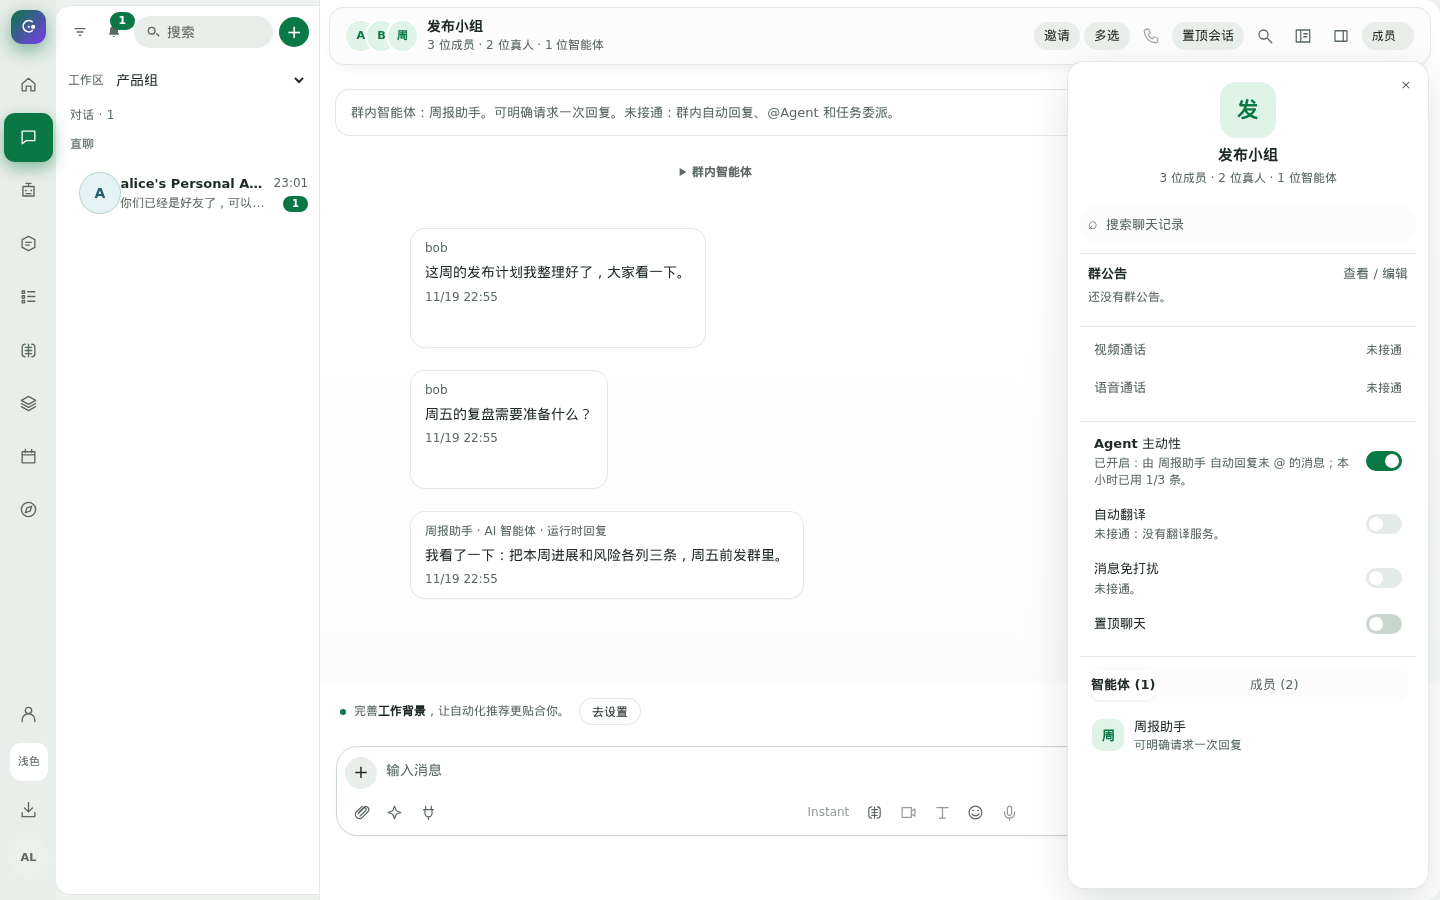 1
搜索
工作区 产品组
对话 · 1
直聊
A
alice's Personal A... 23:01
你们已经是好友了，可以... 1
浅色
AL
A B 周
发布小组
3 位成员 · 2 位真人 · 1 位智能体
邀请 多选 置顶会话 成员
群内智能体：周报助手。可明确请求一次回复。未接通：群内自动回复、@Agent 和任务委派。
▶ 群内智能体
bob
这周的发布计划我整理好了，大家看一下。
11/19 22:55
bob
周五的复盘需要准备什么？
11/19 22:55
周报助手 · AI 智能体 · 运行时回复
我看了一下：把本周进展和风险各列三条，周五前发群里。
11/19 22:55
完善工作背景，让自动化推荐更贴合你。 去设置
输入消息
Instant
×
发
发布小组
3 位成员 · 2 位真人 · 1 位智能体
搜索聊天记录
群公告 查看 / 编辑
还没有群公告。
视频通话 未接通
语音通话 未接通
Agent 主动性
已开启：由 周报助手 自动回复未 @ 的消息；本
小时已用 1/3 条。
自动翻译
未接通：没有翻译服务。
消息免打扰
未接通。
置顶聊天
智能体 (1) 成员 (2)
周
周报助手
可明确请求一次回复